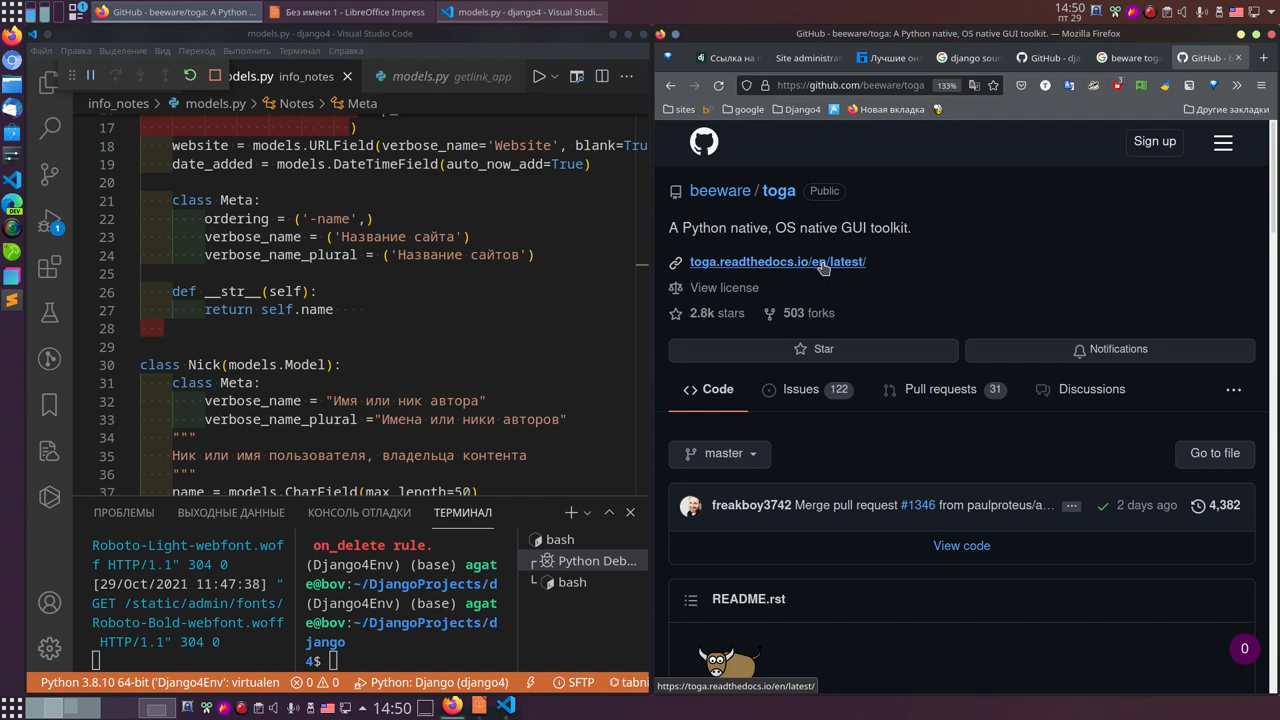 GitHub - beeware/toga: A Python ...
Без имени 1 - LibreOffice Impress
models.py - django4 - Visual Studi...
14:50
пт 29
models.py - django4 - Visual Studio Code
Файл Правка Выделение Вид Переход Выполнить Терминал Справка
odels.py info_notes
models.py getlink_app
info_notes > models.py > Notes > Meta
17 )
18 website = models.URLField(verbose_name='Website', blank=Tru
19 date_added = models.DateTimeField(auto_now_add=True)
20
21 class Meta:
22 ordering = ('-name',)
23 verbose_name = ('Название сайта')
24 verbose_name_plural = ('Название сайтов')
25
26 def __str__(self):
27 return self.name
28
29
30 class Nick(models.Model):
31 class Meta:
32 verbose_name = "Имя или ник автора"
33 verbose_name_plural ="Имена или ники авторов"
34 """
35 Ник или имя пользователя, владельца контента
36 """
37 name = models.CharField(max_length=50)
ПРОБЛЕМЫ ВЫХОДНЫЕ ДАННЫЕ КОНСОЛЬ ОТЛАДКИ ТЕРМИНАЛ
Roboto-Light-webfont.wof
f HTTP/1.1" 304 0
[29/Oct/2021 11:47:38] "
GET /static/admin/fonts/
Roboto-Bold-webfont.woff
HTTP/1.1" 304 0
on_delete rule.
(Django4Env) (base) agat
e@bov:~/DjangoProjects/d
(Django4Env) (base) agat
e@bov:~/DjangoProjects/d
jango
4$
bash
Python Deb...
bash
DEV
1
Python 3.8.10 64-bit ('Django4Env': virtualen
0 0
Python: Django (django4)
SFTP
tabni
GitHub - beeware/toga: A Python native, OS native GUI toolkit. — Mozilla Firefox
Ссылка на
Site administra
Лучшие они
django sour
GitHub - dja
beware toga
GitHub - b
https://github.com/beeware/toga
133%
sites google Django4 Новая вкладка Другие закладки
Sign up
beeware / toga Public
A Python native, OS native GUI toolkit.
toga.readthedocs.io/en/latest/
View license
2.8k stars 503 forks
Star Notifications
Code Issues 122 Pull requests 31 Discussions
master Go to file
freakboy3742 Merge pull request #1346 from paulproteus/a... 2 days ago 4,382
View code
README.rst
0
https://toga.readthedocs.io/en/latest/
14:50